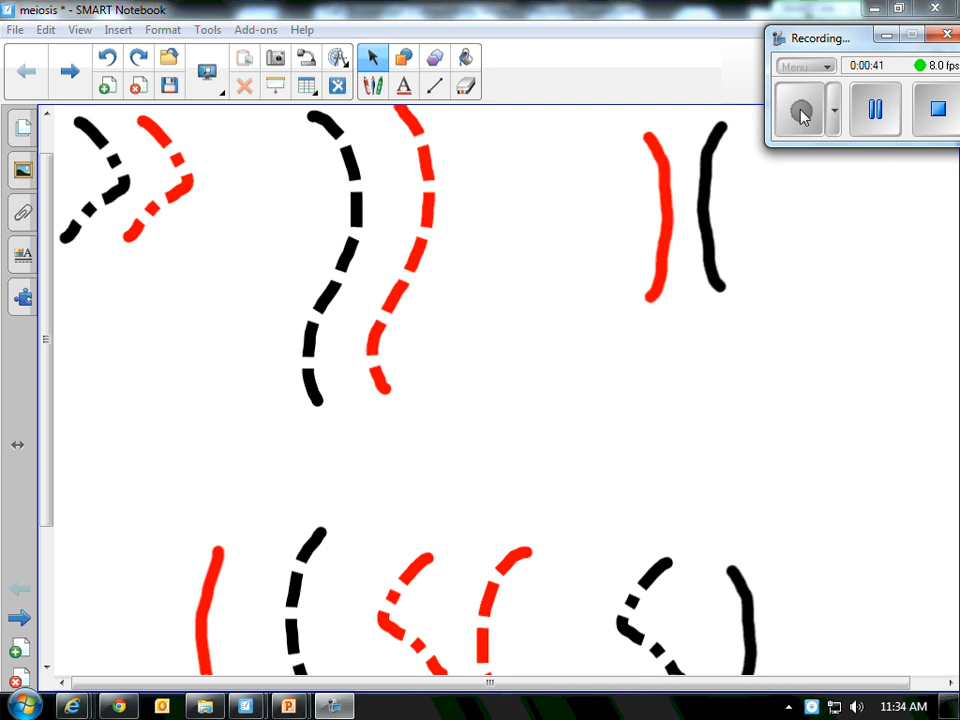 meiosis * - SMART Notebook
File Edit View Insert Format Tools Add-ons Help
Recording...
Menu 0:00:41 8.0 fps
11:34 AM